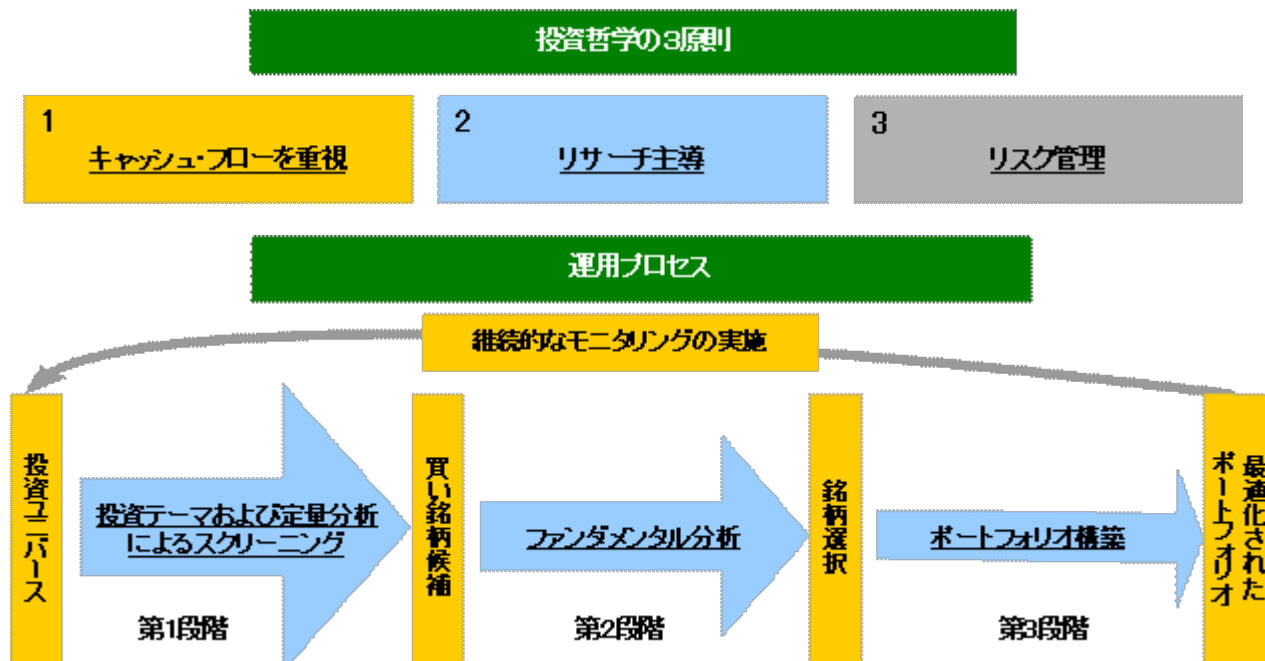 投資哲学の3原則
1
キャッシュ・フローを重視
2
リサーチ主導
3
リスク管理
運用プロセス
継続的なモニタリングの実施
投資ユニバース
投資テーマおよび定量分析
によるスクリーニング
第1段階
買い銘柄候補
ファンダメンタル分析
第2段階
銘柄選択
ポートフォリオ構築
第3段階
最適化された
ポートフォリオ